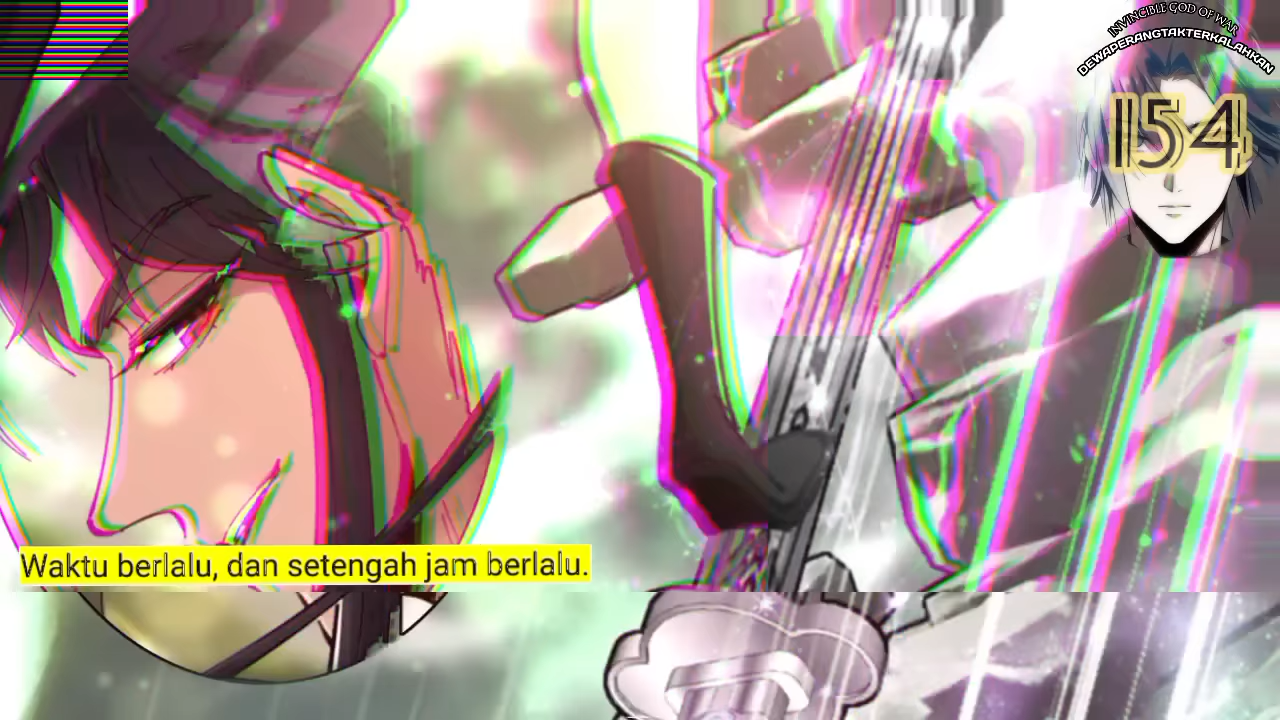 INVINCIBLE GOD OF WAR
DEWAPERANGTAKTERKALAHKAN
154
Waktu berlalu, dan setengah jam berlalu.